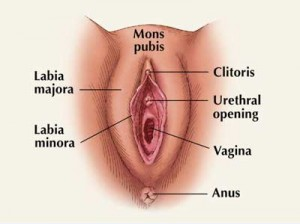 Mons
pubis
Labia
majora
Clitoris
Urethral
opening
Labia
minora
Vagina
Anus